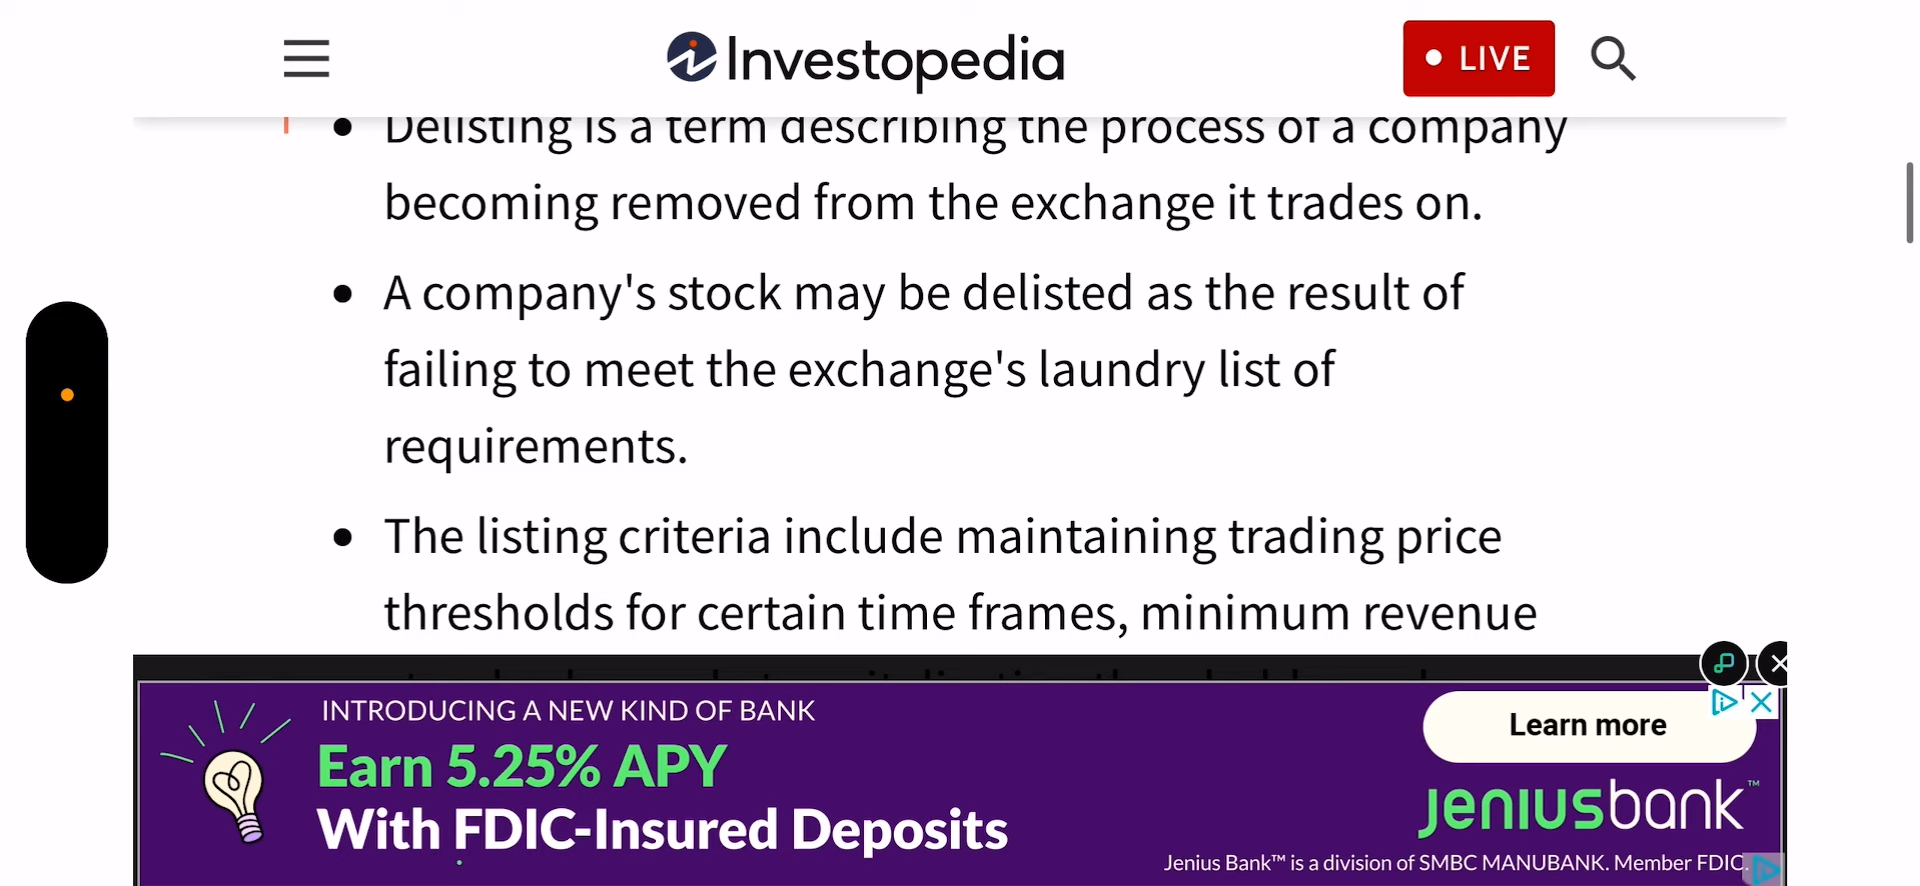 Investopedia
LIVE
Delisting is a term describing the process of a company
becoming removed from the exchange it trades on.
A company's stock may be delisted as the result of
failing to meet the exchange's laundry list of
requirements.
The listing criteria include maintaining trading price
thresholds for certain time frames, minimum revenue
INTRODUCING A NEW KIND OF BANK
Earn 5.25% APY
With FDIC-Insured Deposits
Learn more
jeniusbank™
Jenius Bank™ is a division of SMBC MANUBANK. Member FDIC.